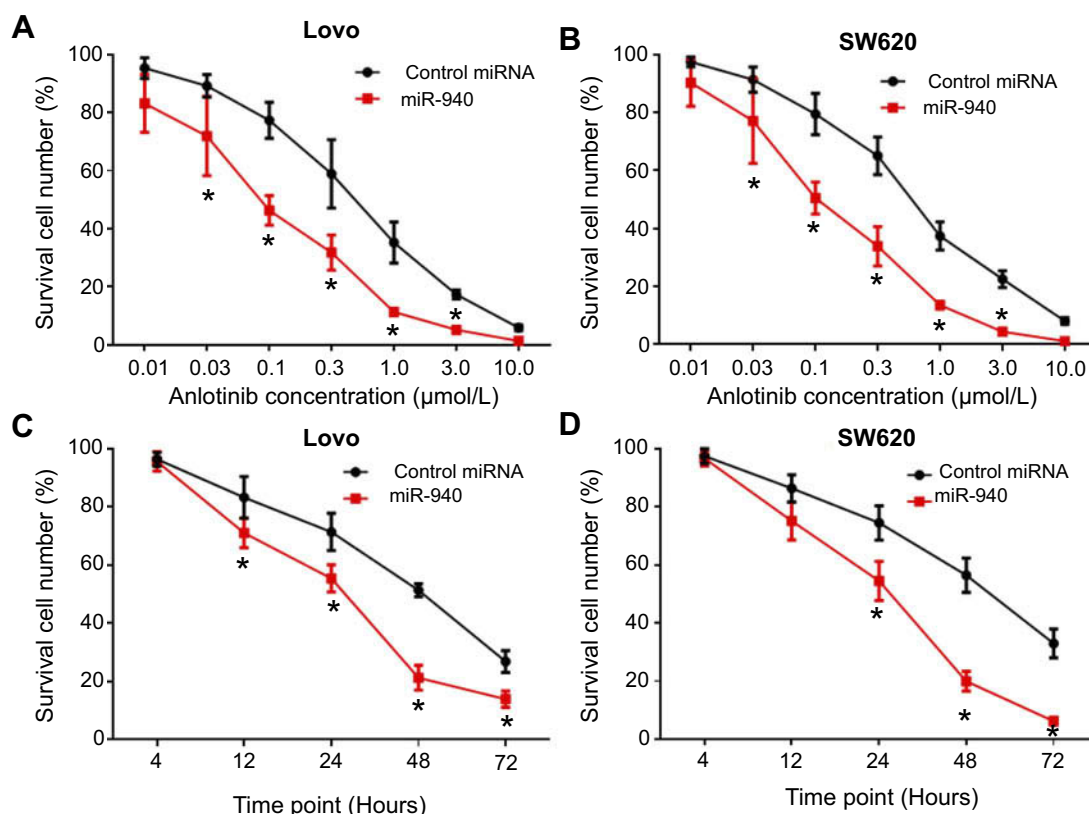 A
Lovo
Survival cell number (%)
100
80
60
40
20
0
Control miRNA
miR-940
*
*
*
*
*
0.01 0.03 0.1 0.3 1.0 3.0 10.0
Anlotinib concentration (µmol/L)
B
SW620
Survival cell number (%)
100
80
60
40
20
0
Control miRNA
miR-940
*
*
*
*
*
0.01 0.03 0.1 0.3 1.0 3.0 10.0
Anlotinib concentration (µmol/L)
C
Lovo
Survival cell number (%)
100
80
60
40
20
0
Control miRNA
miR-940
*
*
*
*
4 12 24 48 72
Time point (Hours)
D
SW620
Survival cell number (%)
100
80
60
40
20
0
Control miRNA
miR-940
*
*
*
4 12 24 48 72
Time point (Hours)